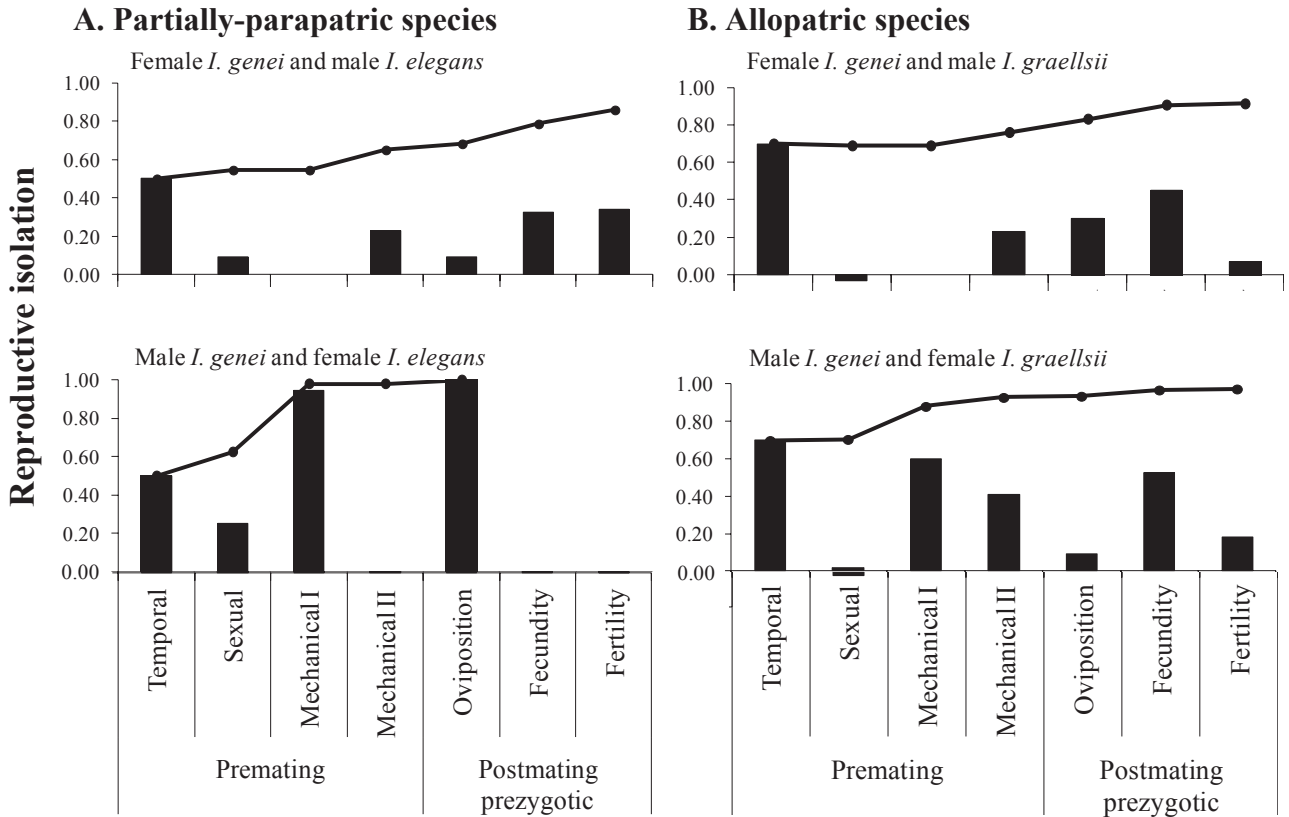 A. Partially-parapatric species
B. Allopatric species
Reproductive isolation
Female I. genei and male I. elegans
1.00
0.80
0.60
0.40
0.20
0.00
Female I. genei and male I. graellsii
1.00
0.80
0.60
0.40
0.20
0.00
Male I. genei and female I. elegans
1.00
0.80
0.60
0.40
0.20
0.00
Temporal
Sexual
Mechanical I
Mechanical II
Oviposition
Fecundity
Fertility
Premating
Postmating
prezygotic
Male I. genei and female I. graellsii
1.00
0.80
0.60
0.40
0.20
0.00
Temporal
Sexual
Mechanical I
Mechanical II
Oviposition
Fecundity
Fertility
Premating
Postmating
prezygotic